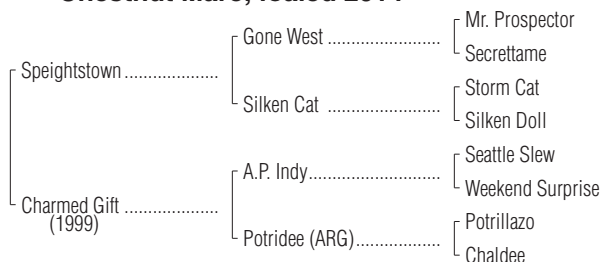 Mr. Prospector
Gone West
Secrettame
Speightstown
Storm Cat
Silken Cat
Silken Doll
Seattle Slew
A.P. Indy
Weekend Surprise
Charmed Gift
(1999)
Potrillazo
Potridee (ARG)
Chaldee